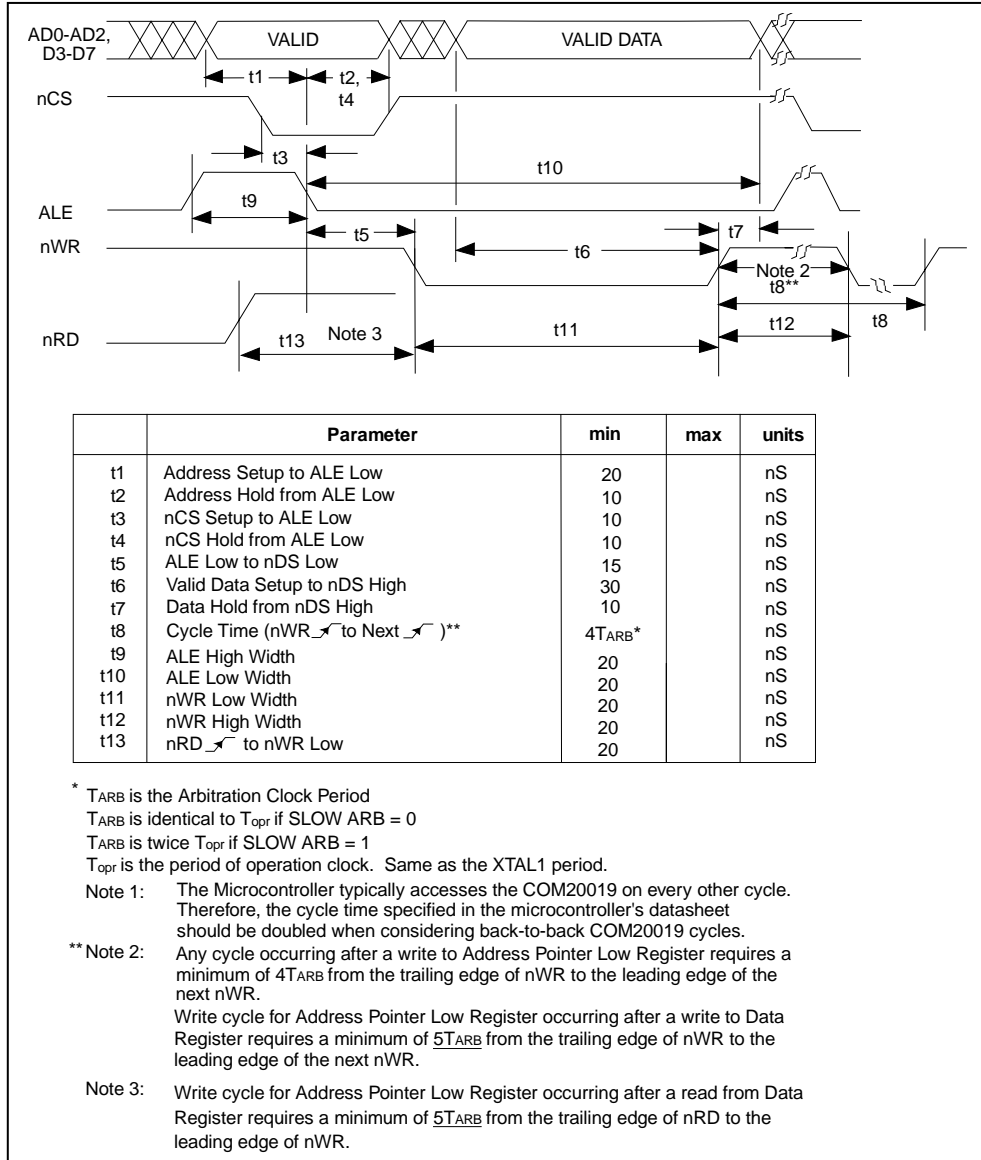 AD0-AD2,
D3-D7
VALID
VALID DATA
t1
t2,
t4
nCS
t3
t10
ALE
t9
nWR
t5
t6
t7
Note 2
t8**
t8
nRD
t13
Note 3
t11
t12
Parameter min max units
t1 Address Setup to ALE Low 20 nS
t2 Address Hold from ALE Low 10 nS
t3 nCS Setup to ALE Low 10 nS
t4 nCS Hold from ALE Low 10 nS
t5 ALE Low to nDS Low 15 nS
t6 Valid Data Setup to nDS High 30 nS
t7 Data Hold from nDS High 10 nS
t8 Cycle Time (nWR to Next )** 4TARB* nS
t9 ALE High Width 20 nS
t10 ALE Low Width 20 nS
t11 nWR Low Width 20 nS
t12 nWR High Width 20 nS
t13 nRD to nWR Low 20 nS
* TARB is the Arbitration Clock Period
TARB is identical to Topr if SLOW ARB = 0
TARB is twice Topr if SLOW ARB = 1
Topr is the period of operation clock. Same as the XTAL1 period.
Note 1: The Microcontroller typically accesses the COM20019 on every other cycle.
Therefore, the cycle time specified in the microcontroller's datasheet
should be doubled when considering back-to-back COM20019 cycles.
**Note 2: Any cycle occurring after a write to Address Pointer Low Register requires a
minimum of 4TARB from the trailing edge of nWR to the leading edge of the
next nWR.
Write cycle for Address Pointer Low Register occurring after a write to Data
Register requires a minimum of 5TARB from the trailing edge of nWR to the
leading edge of the next nWR.
Note 3: Write cycle for Address Pointer Low Register occurring after a read from Data
Register requires a minimum of 5TARB from the trailing edge of nRD to the
leading edge of nWR.